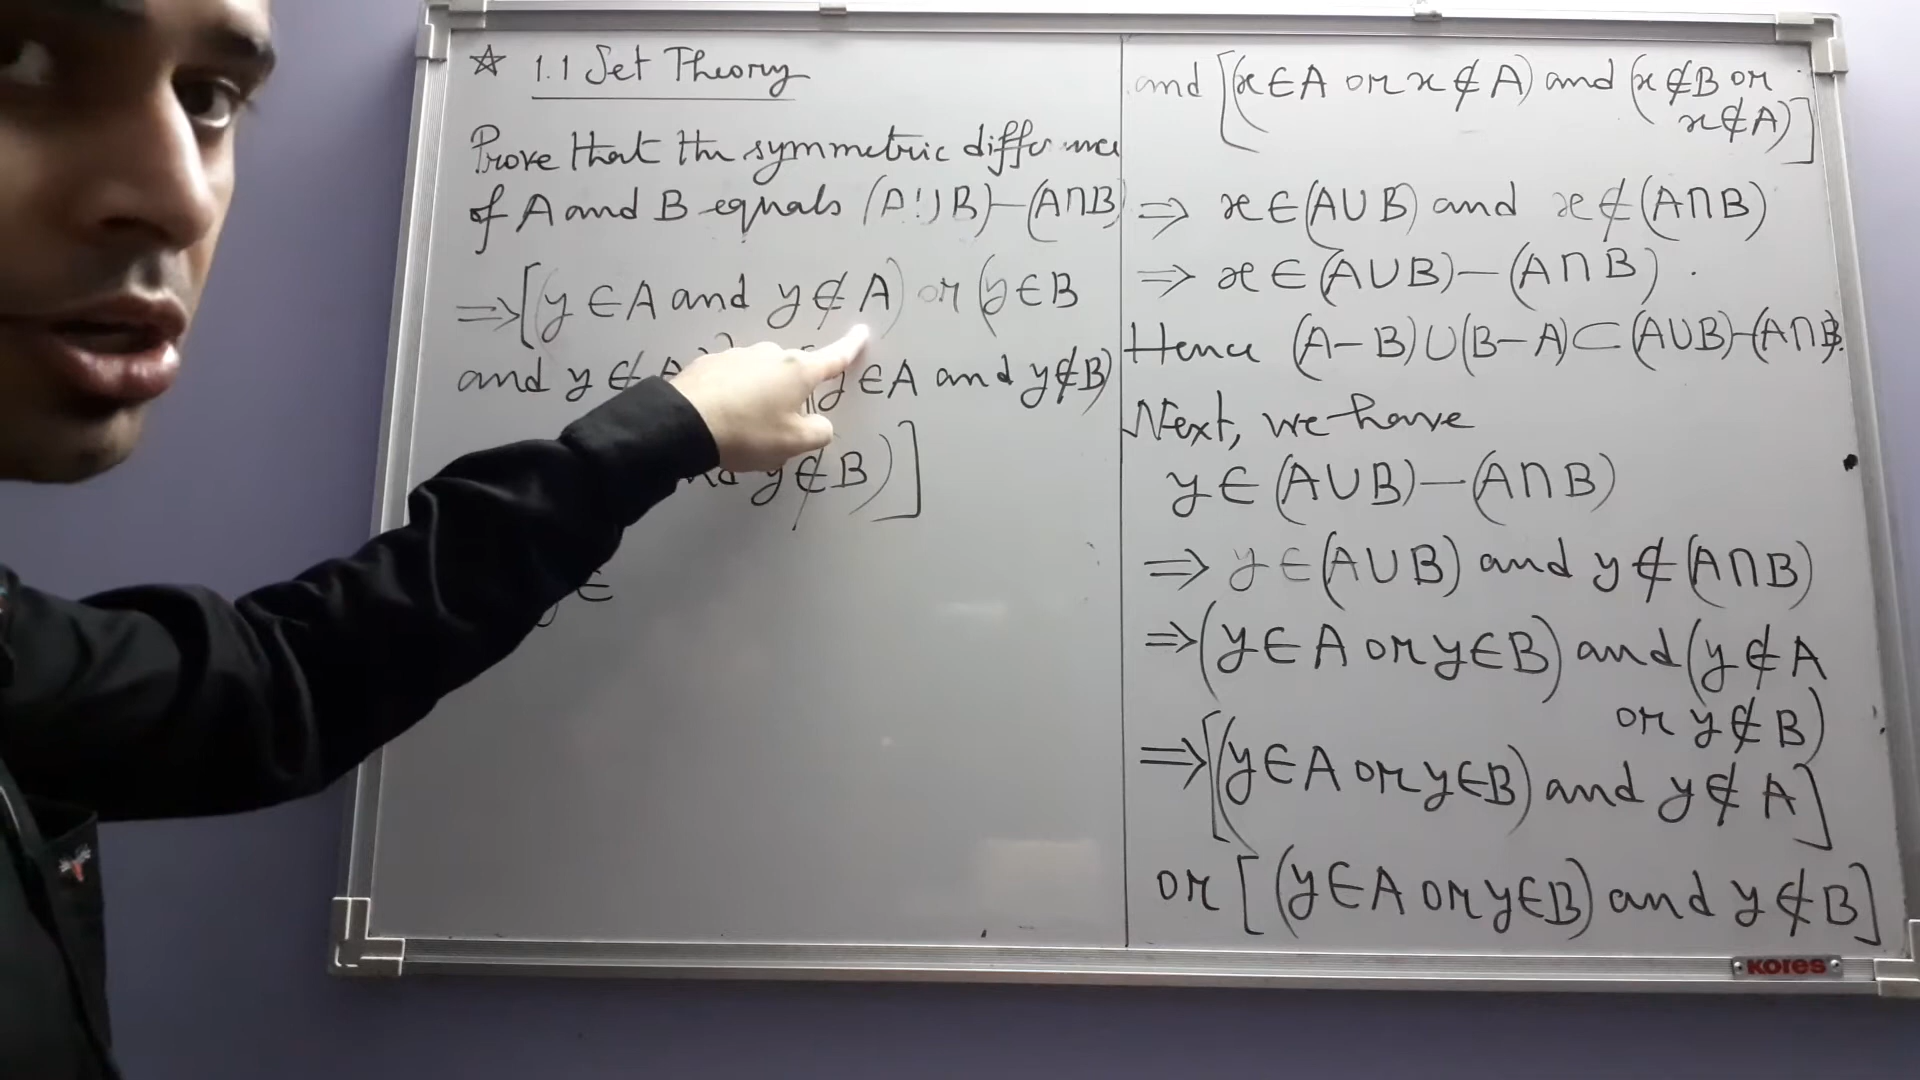 ☆ 1.1 Set Theory
Prove that the symmetric difference
of A and B equals (A∪B)−(A∩B)
⇒[(y∈A and y∉A) or (y∈B
and y∉A)] y∈A and y∉B)
y∉B)]
y∈
and [(x∈A or x∉A) and (x∉B or
x∉A)]
⇒ x∈(A∪B) and x∉(A∩B)
⇒ x∈(A∪B)−(A∩B).
Hence (A−B)∪(B−A)⊂(A∪B)−(A∩B).
Next, we have
y∈(A∪B)−(A∩B)
⇒ y∈(A∪B) and y∉(A∩B)
⇒(y∈A or y∈B) and (y∉A
or y∉B)
⇒[(y∈A or y∈B) and y∉A]
or [(y∈A or y∈B) and y∉B]
KORES